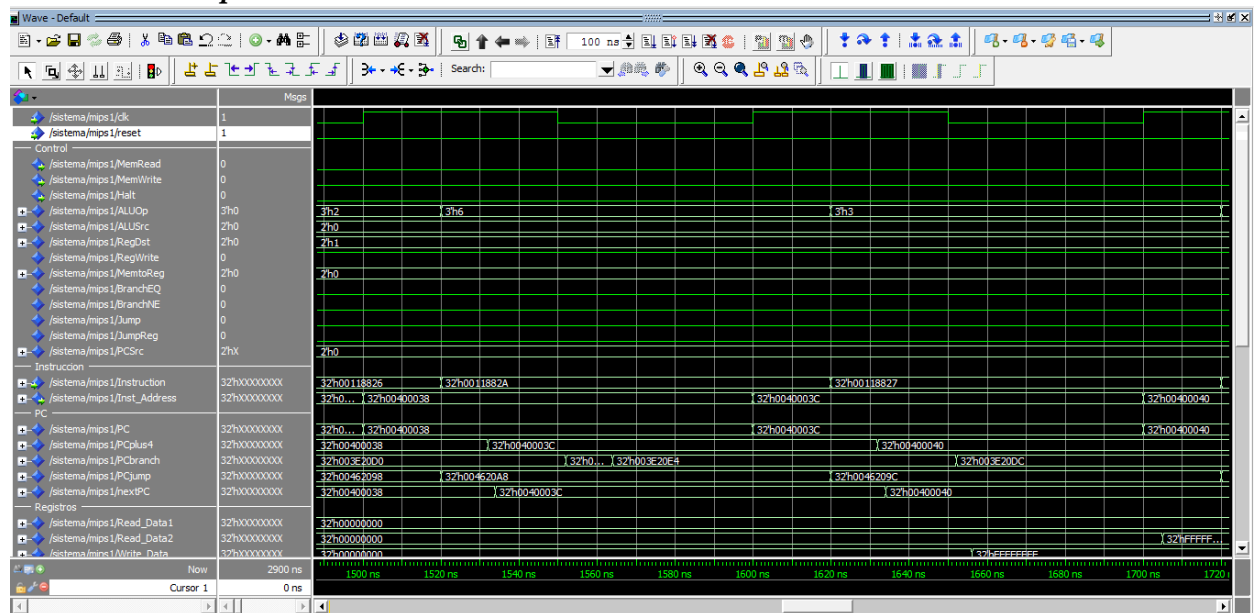 Wave - Default
100 ns
Search:
Msgs
/sistema/mips1/clk 1
/sistema/mips1/reset 1
Control
/sistema/mips1/MemRead 0
/sistema/mips1/MemWrite 0
/sistema/mips1/Halt 0
/sistema/mips1/ALUOp 3'h0 3'h2 3'h6 3'h3
/sistema/mips1/ALUSrc 2'h0 2'h0
/sistema/mips1/RegDst 2'h0 2'h1
/sistema/mips1/RegWrite 0
/sistema/mips1/MemtoReg 2'h0 2'h0
/sistema/mips1/BranchEQ 0
/sistema/mips1/BranchNE 0
/sistema/mips1/Jump 0
/sistema/mips1/JumpReg 0
/sistema/mips1/PCSrc 2'hX 2'h0
Instruccion
/sistema/mips1/Instruction 32'hXXXXXXXX 32'h00118826 32'h0011882A 32'h00118827
/sistema/mips1/Inst_Address 32'hXXXXXXXX 32'h0... 32'h00400038 32'h0040003C 32'h00400040
PC
/sistema/mips1/PC 32'hXXXXXXXX 32'h0... 32'h00400038 32'h0040003C 32'h00400040
/sistema/mips1/PCplus4 32'hXXXXXXXX 32'h00400038 32'h0040003C 32'h00400040
/sistema/mips1/PCbranch 32'hXXXXXXXX 32'h003E20D0 32'h0... 32'h003E20E4 32'h003E20DC
/sistema/mips1/PCjump 32'hXXXXXXXX 32'h00462098 32'h004620A8 32'h0046209C
/sistema/mips1/nextPC 32'hXXXXXXXX 32'h00400038 32'h0040003C 32'h00400040
Registros
/sistema/mips1/Read_Data1 32'hXXXXXXXX 32'h00000000
/sistema/mips1/Read_Data2 32'hXXXXXXXX 32'h00000000 32'hFFFFF...
/sistema/mips1/Write_Data 32'hXXXXXXXX 32'h00000000 32'hFFFFFFFF
Now 2900 ns 1500 ns 1520 ns 1540 ns 1560 ns 1580 ns 1600 ns 1620 ns 1640 ns 1660 ns 1680 ns 1700 ns 1720
Cursor 1 0 ns